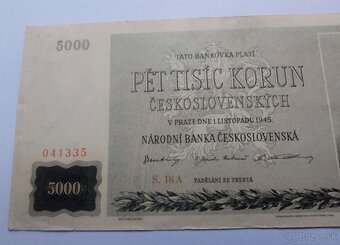 5000
TATO BANKOVKA PLATÍ
PĚT TISÍC KORUN
ČESKOSLOVENSKÝCH
V PRAZE DNE 1. LISTOPADU 1945.
NÁRODNÍ BANKA ČESKOSLOVENSKÁ
041335
5000
S. 18 A
PADĚLÁNÍ SE TRESTÁ